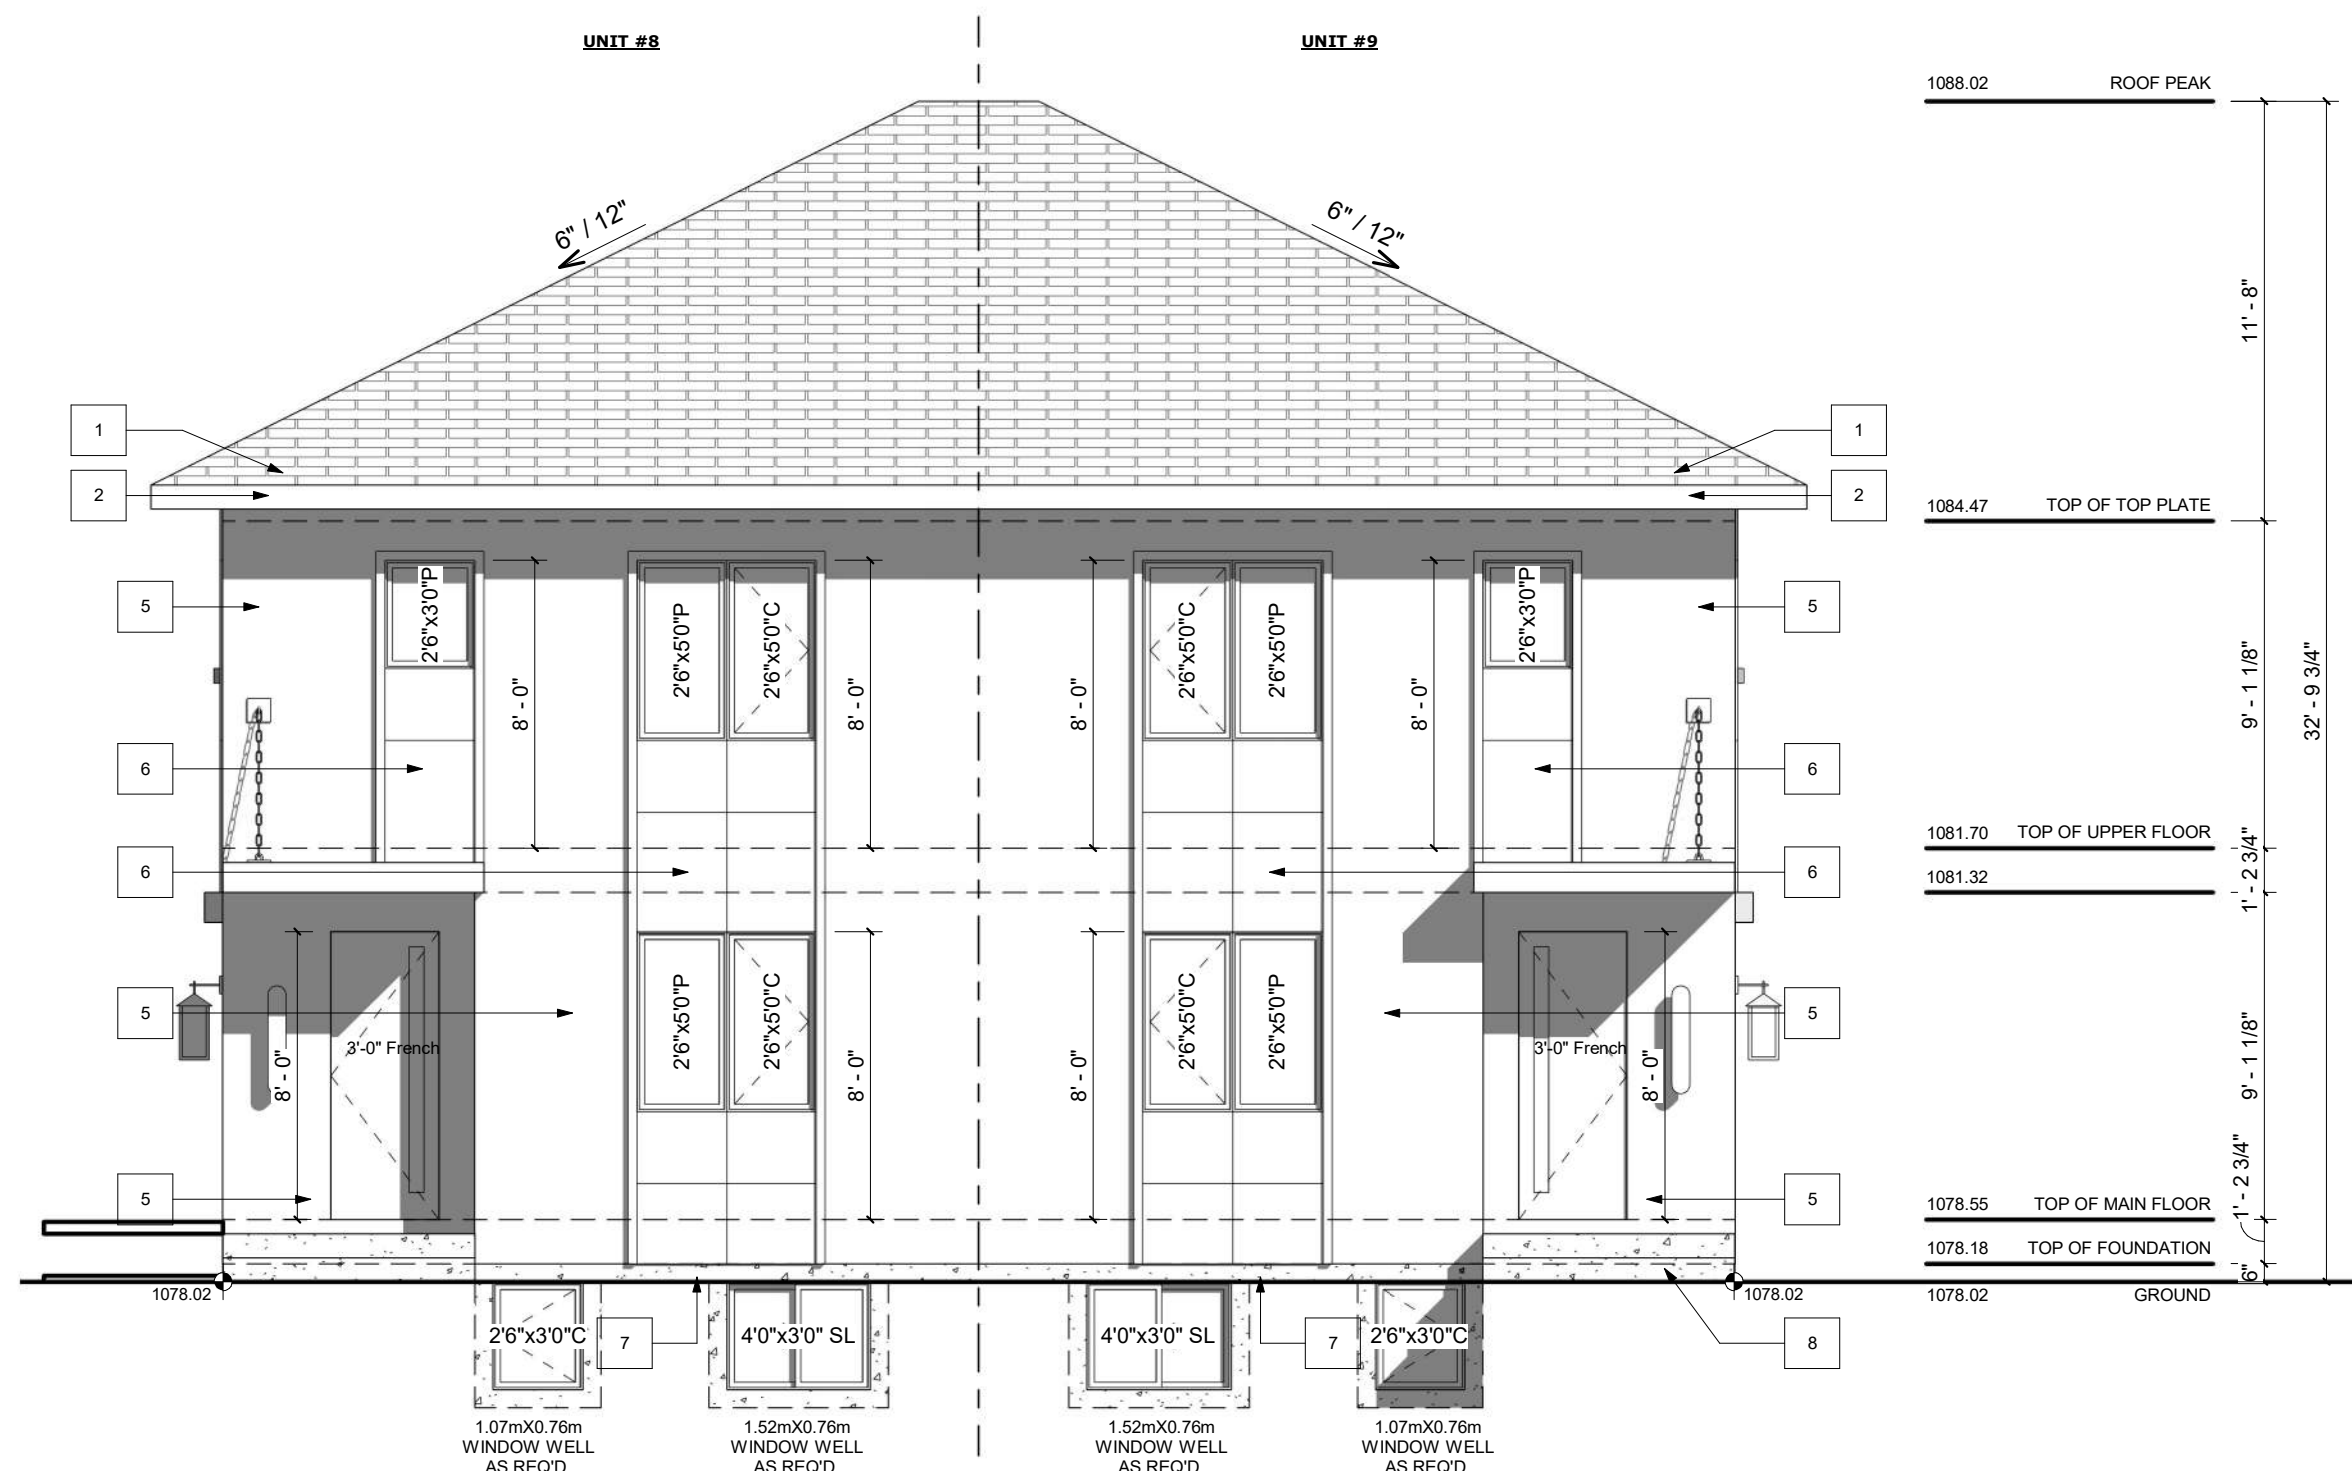 UNIT #8
UNIT #9
1088.02 ROOF PEAK
6" / 12"
6" / 12"
11' - 8"
1
1
2
2
1084.47 TOP OF TOP PLATE
5
2'6"x3'0"P
8' - 0"
2'6"x5'0"P
2'6"x5'0"C
8' - 0"
8' - 0"
2'6"x5'0"C
2'6"x5'0"P
8' - 0"
2'6"x3'0"P
5
9' - 1 1/8"
32' - 9 3/4"
6
6
1081.70 TOP OF UPPER FLOOR
1' - 2 3/4"
6
6
1081.32
5
8' - 0"
3'-0" French
2'6"x5'0"P
2'6"x5'0"C
8' - 0"
8' - 0"
2'6"x5'0"C
2'6"x5'0"P
3'-0" French
8' - 0"
5
9' - 1 1/8"
5
5
1078.55 TOP OF MAIN FLOOR
1' - 2 3/4"
1078.18 TOP OF FOUNDATION
6"
1078.02
1078.02
1078.02 GROUND
2'6"x3'0"C
7
4'0"x3'0" SL
4'0"x3'0" SL
7
2'6"x3'0"C
8
1.07mX0.76m
WINDOW WELL
AS REQ'D
1.52mX0.76m
WINDOW WELL
AS REQ'D
1.52mX0.76m
WINDOW WELL
AS REQ'D
1.07mX0.76m
WINDOW WELL
AS REQ'D